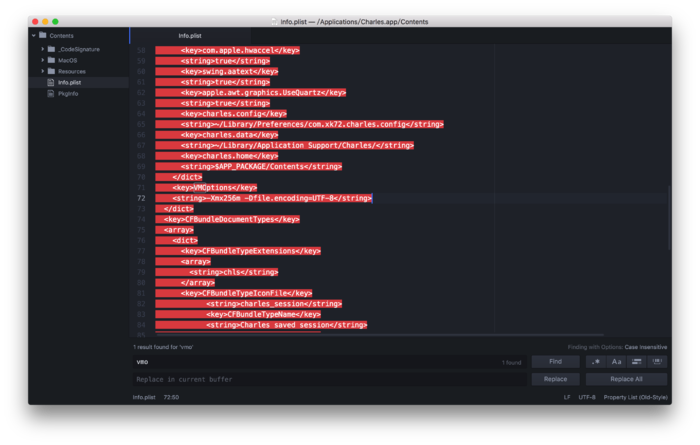 Info.plist — /Applications/Charles.app/Contents
Contents
_CodeSignature
MacOS
Resources
Info.plist
PkgInfo
Info.plist
58 <key>com.apple.hwaccel</key>
59 <string>true</string>
60 <key>swing.aatext</key>
61 <string>true</string>
62 <key>apple.awt.graphics.UseQuartz</key>
63 <string>true</string>
64 <key>charles.config</key>
65 <string>~/Library/Preferences/com.xk72.charles.config</string>
66 <key>charles.data</key>
67 <string>~/Library/Application Support/Charles/</string>
68 <key>charles.home</key>
69 <string>$APP_PACKAGE/Contents</string>
70 </dict>
71 <key>VMOptions</key>
72 <string>-Xmx256m -Dfile.encoding=UTF-8</string>
73 </dict>
74 <key>CFBundleDocumentTypes</key>
75 <array>
76 <dict>
77 <key>CFBundleTypeExtensions</key>
78 <array>
79 <string>chls</string>
80 </array>
81 <key>CFBundleTypeIconFile</key>
82 <string>charles_session</string>
83 <key>CFBundleTypeName</key>
84 <string>Charles saved session</string>
85
1 result found for 'vmo'
Finding with Options: Case Insensitive
VMO
1 found
Find
.*
Aa
Replace in current buffer
Replace
Replace All
Info.plist 72:50
LF UTF-8 Property List (Old-Style)